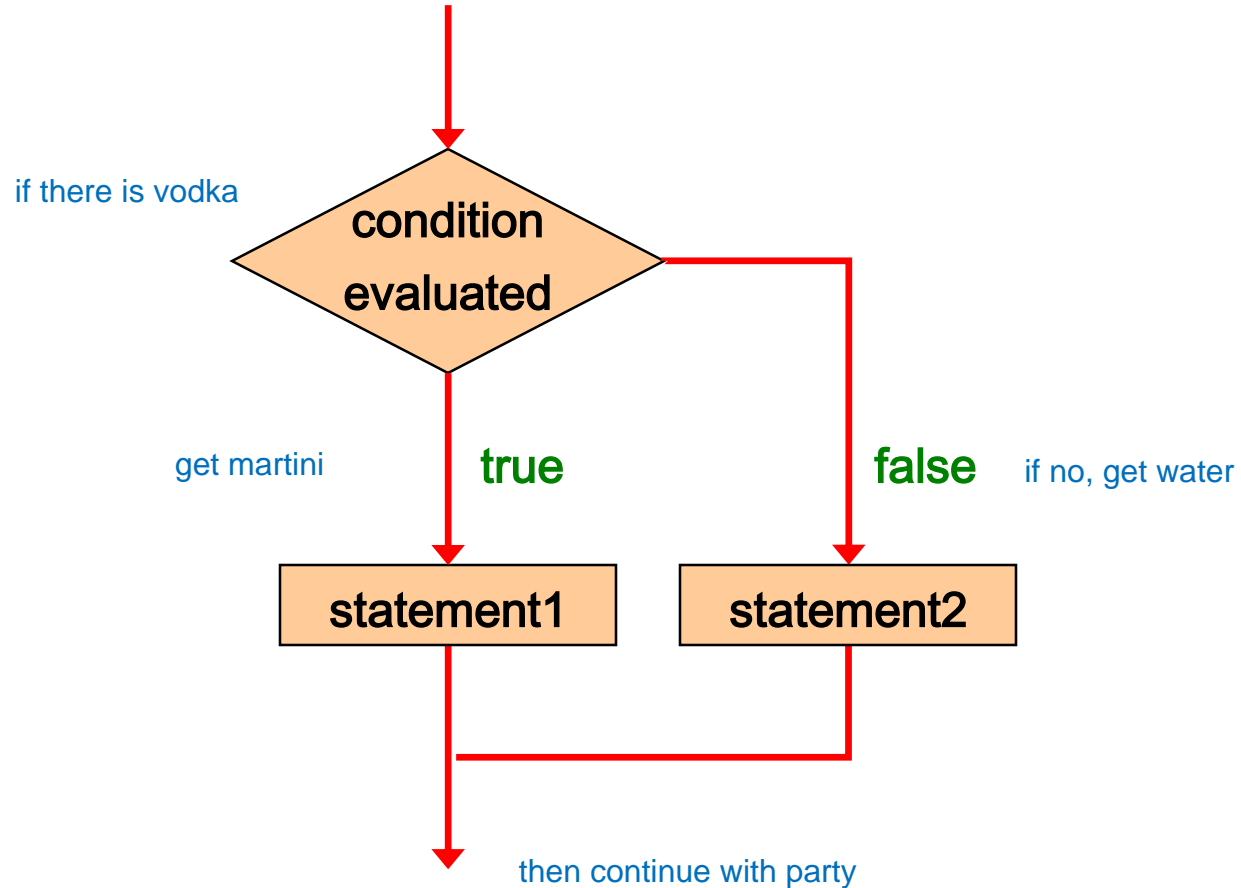 if there is vodka
condition
evaluated
get martini
true
false
if no, get water
statement1
statement2
then continue with party